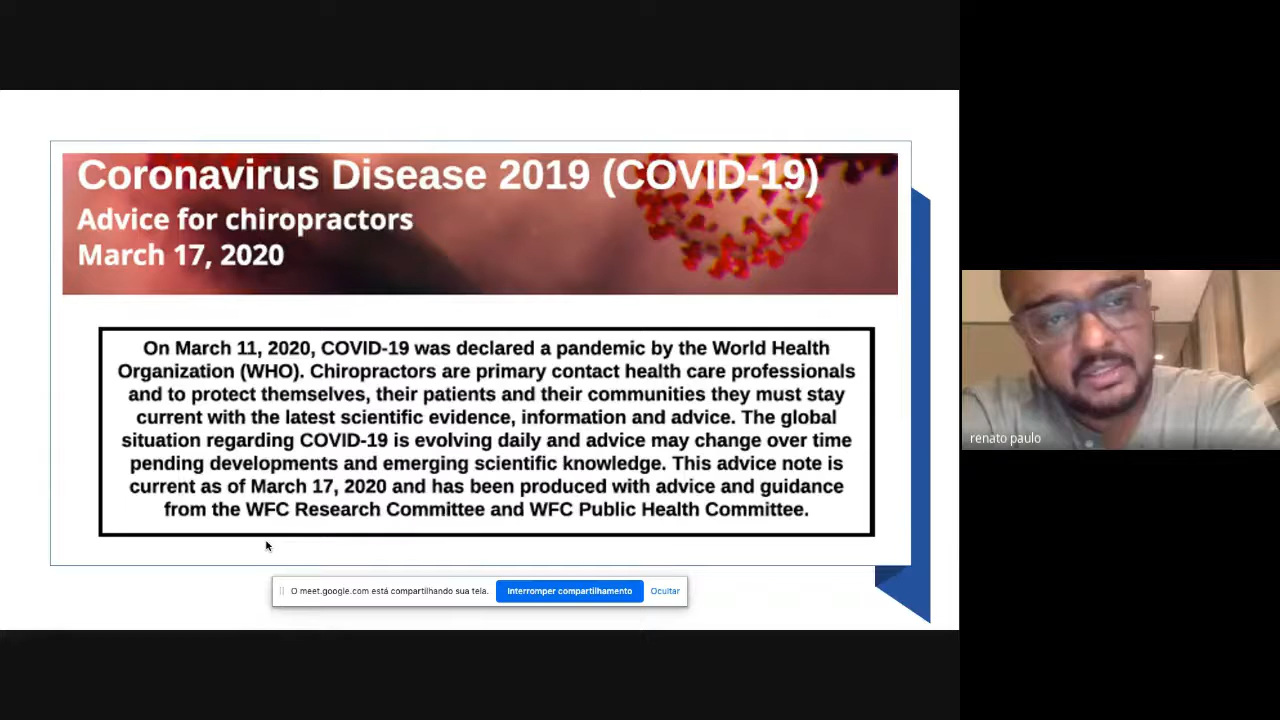 Coronavirus Disease 2019 (COVID-19)
Advice for chiropractors
March 17, 2020
On March 11, 2020, COVID-19 was declared a pandemic by the World Health
Organization (WHO). Chiropractors are primary contact health care professionals
and to protect themselves, their patients and their communities they must stay
current with the latest scientific evidence, information and advice. The global
situation regarding COVID-19 is evolving daily and advice may change over time
pending developments and emerging scientific knowledge. This advice note is
current as of March 17, 2020 and has been produced with advice and guidance
from the WFC Research Committee and WFC Public Health Committee.
O meet.google.com está compartilhando sua tela.
Interromper compartilhamento
Ocultar
renato paulo